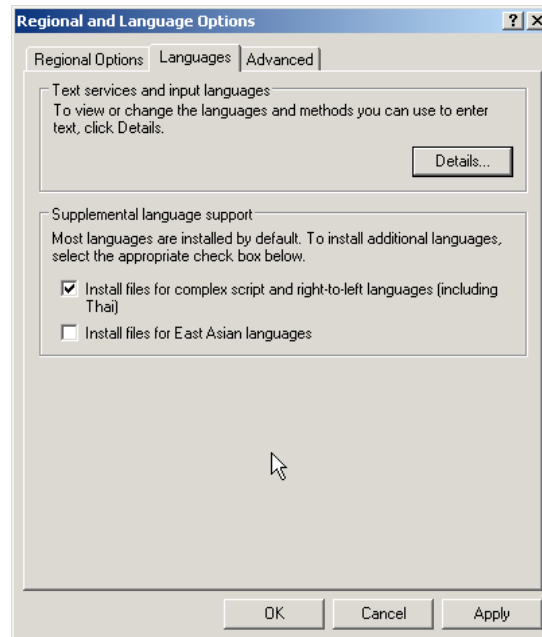 Regional and Language Options
Regional Options Languages Advanced
Text services and input languages
To view or change the languages and methods you can use to enter
text, click Details.
Details...
Supplemental language support
Most languages are installed by default. To install additional languages,
select the appropriate check box below.
Install files for complex script and right-to-left languages (including
Thai)
Install files for East Asian languages
OK Cancel Apply